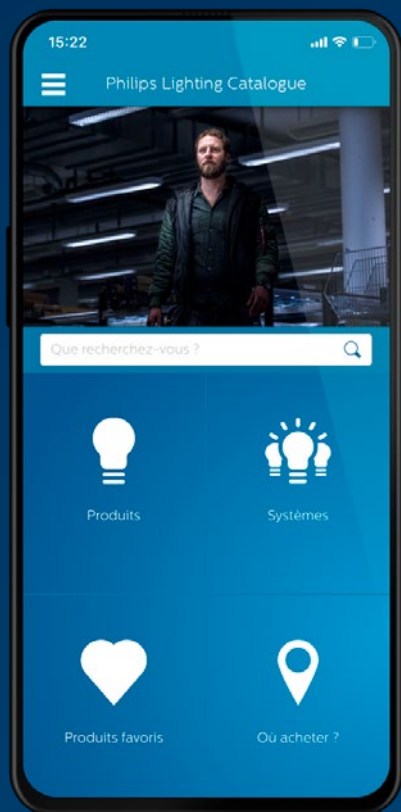 15:22
Philips Lighting Catalogue
Que recherchez-vous ?
Produits
Systèmes
Produits favoris
Où acheter ?